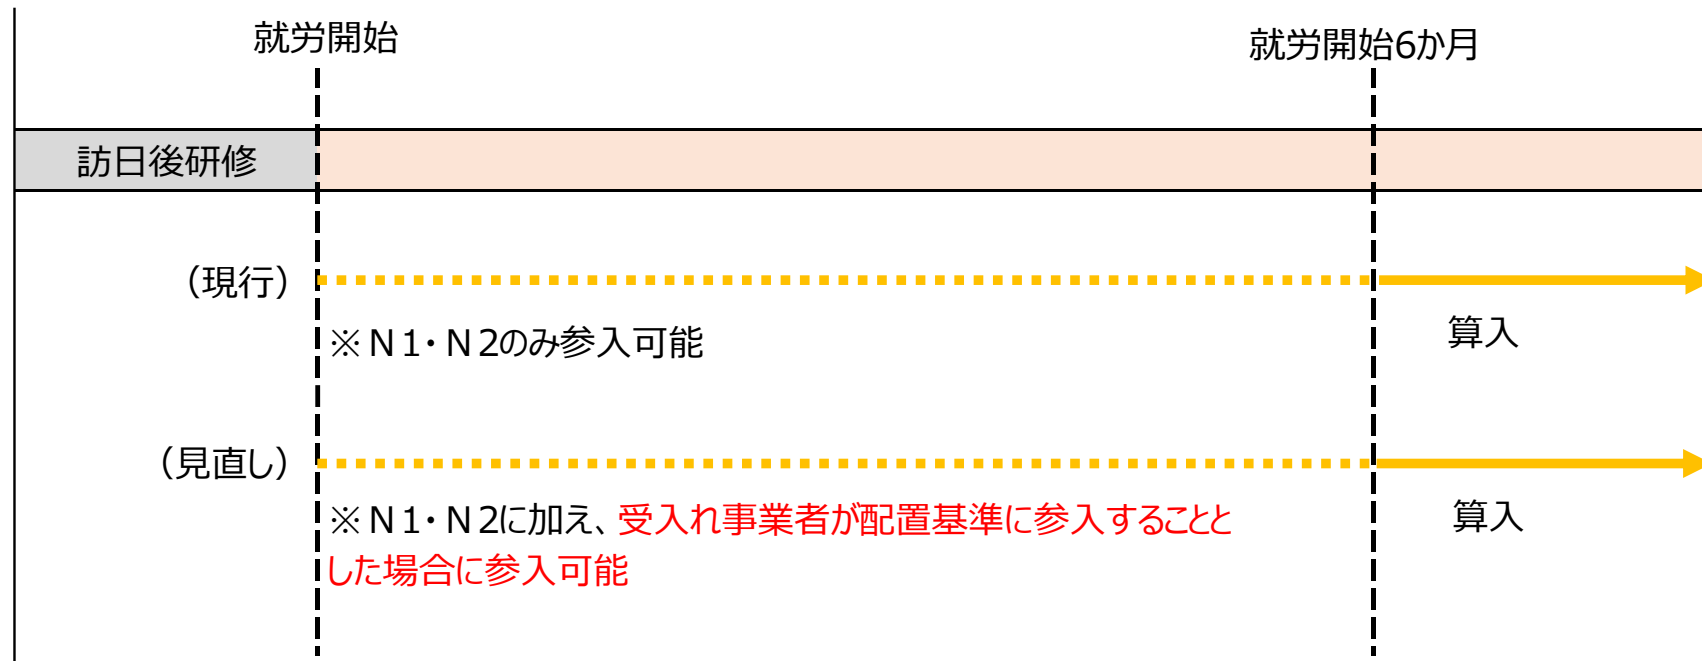 就労開始
就労開始6か月
訪日後研修
（現行）
※Ｎ1・Ｎ2のみ参入可能
算入
（見直し）
※Ｎ1・Ｎ2に加え、受入れ事業者が配置基準に参入することと
した場合に参入可能
算入